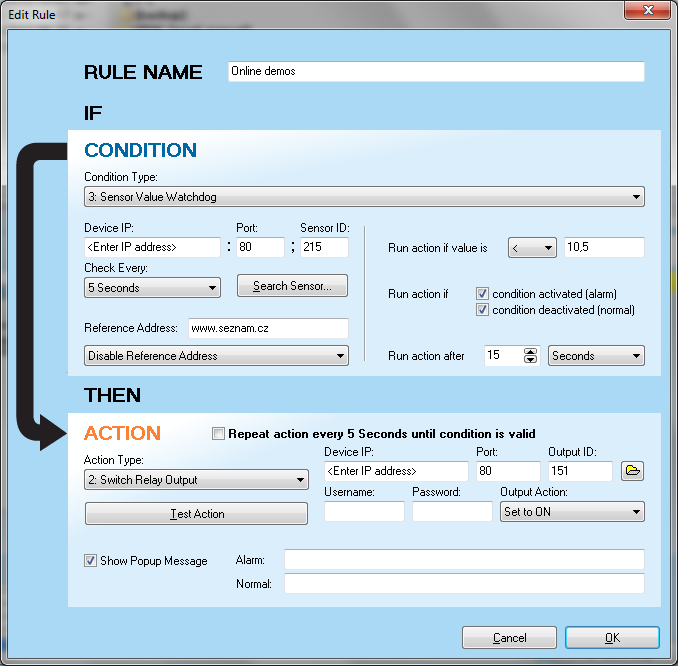 Edit Rule
RULE NAME Online demos
IF
CONDITION
Condition Type:
3: Sensor Value Watchdog
Device IP: Port: Sensor ID:
<Enter IP address> : 80 ; 215 Run action if value is < 10,5
Check Every:
5 Seconds Search Sensor...
Run action if condition activated (alarm)
condition deactivated (normal)
Reference Address: www.seznam.cz
Disable Reference Address Run action after 15 Seconds
THEN
ACTION Repeat action every 5 Seconds until condition is valid
Action Type: Device IP: Port: Output ID:
2: Switch Relay Output <Enter IP address> 80 151
Username: Password: Output Action:
Test Action Set to ON
Show Popup Message Alarm:
Normal:
Cancel OK